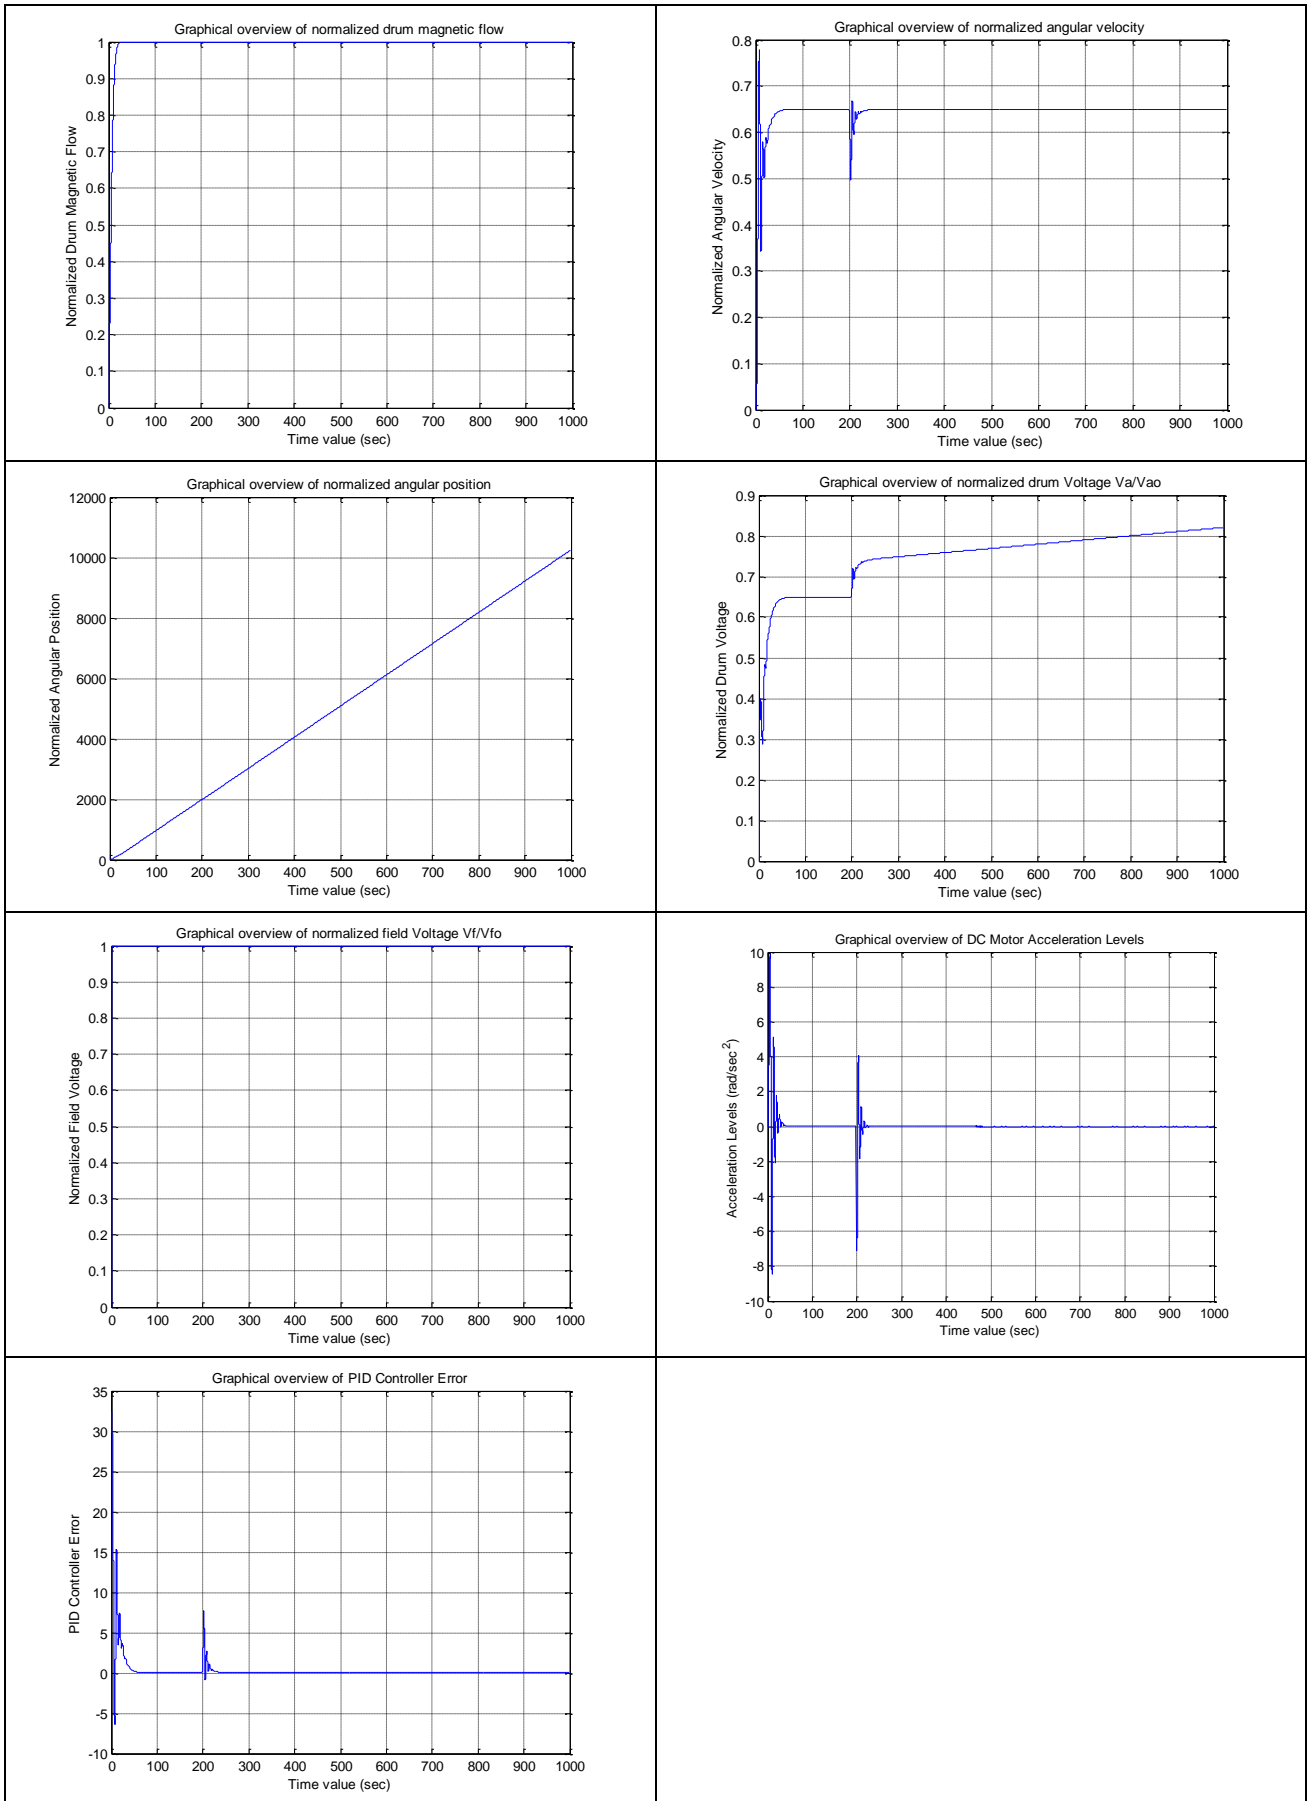 Graphical overview of normalized drum magnetic flow
Normalized Drum Magnetic Flow
1
0.9
0.8
0.7
0.6
0.5
0.4
0.3
0.2
0.1
0
0 100 200 300 400 500 600 700 800 900 1000
Time value (sec)
Graphical overview of normalized angular velocity
Normalized Angular Velocity
0.8
0.7
0.6
0.5
0.4
0.3
0.2
0.1
0
0 100 200 300 400 500 600 700 800 900 1000
Time value (sec)
Graphical overview of normalized angular position
Normalized Angular Position
12000
10000
8000
6000
4000
2000
0
0 100 200 300 400 500 600 700 800 900 1000
Time value (sec)
Graphical overview of normalized drum Voltage Va/Vao
Normalized Drum Voltage
0.9
0.8
0.7
0.6
0.5
0.4
0.3
0.2
0.1
0
0 100 200 300 400 500 600 700 800 900 1000
Time value (sec)
Graphical overview of normalized field Voltage Vf/Vfo
Normalized Field Voltage
1
0.9
0.8
0.7
0.6
0.5
0.4
0.3
0.2
0.1
0
0 100 200 300 400 500 600 700 800 900 1000
Time value (sec)
Graphical overview of DC Motor Acceleration Levels
Acceleration Levels (rad/sec²)
10
8
6
4
2
0
-2
-4
-6
-8
-10
0 100 200 300 400 500 600 700 800 900 1000
Time value (sec)
Graphical overview of PID Controller Error
PID Controller Error
35
30
25
20
15
10
5
0
-5
-10
0 100 200 300 400 500 600 700 800 900 1000
Time value (sec)